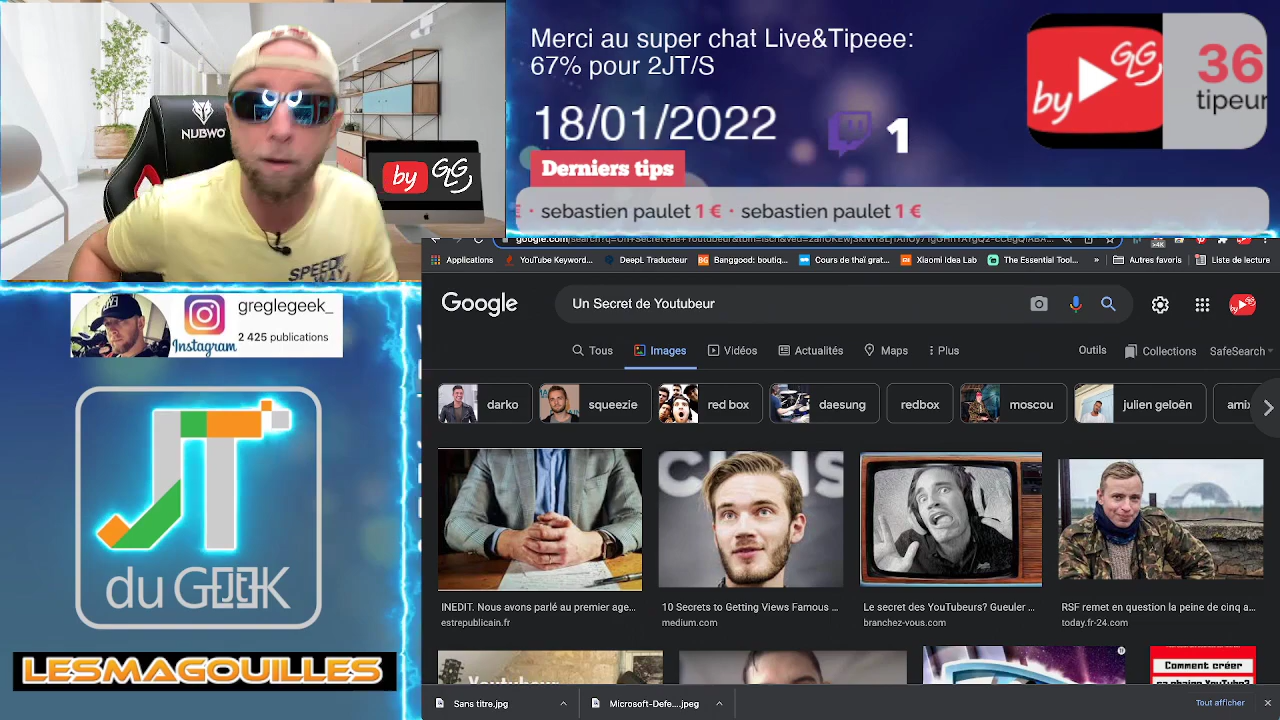 NUBWO
by GLG
SPEED
WAY
Merci au super chat Live&Tipeee:
67% pour 2JT/S
18/01/2022
1
Derniers tips
€ · sebastien paulet 1 € · sebastien paulet 1 €
by GLG
36
tipeur
greglegeek_
2 425 publications
Instagram
JT
du GEEK
LESMAGOUILLES
Applications
YouTube Keyword...
DeepL Traducteur
BG Banggood: boutiq...
Cours de thaï grat...
Xiaomi Idea Lab
The Essential Tool...
»
Autres favoris
Liste de lecture
Google
Un Secret de Youtubeur
Tous
Images
Vidéos
Actualités
Maps
Plus
Outils
Collections
SafeSearch
darko
squeezie
red box
daesung
redbox
moscou
julien geloën
INEDIT. Nous avons parlé au premier age...
estrepublicain.fr
10 Secrets to Getting Views Famous ...
medium.com
Le secret des YouTubeurs? Gueuler ...
branchez-vous.com
RSF remet en question la peine de cinq a...
today.fr-24.com
Comment créer
Sans titre.jpg
Microsoft-Defe....jpeg
Tout afficher